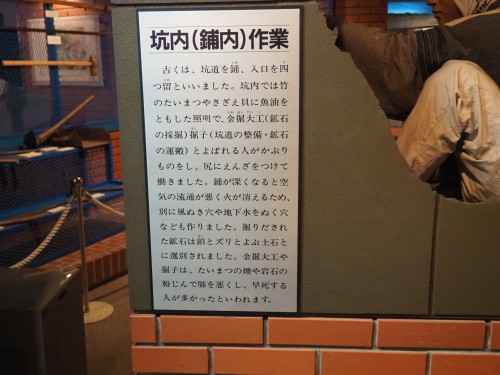 坑内(鋪内)作業
古くは、坑道を鋪、入口を四
つ留といいました。坑内では竹
のたいまつやさざえ貝に魚油を
ともした照明で、金掘大工(鉱石
の採掘)掘子(坑道の整備・鉱石
の運搬)とよばれる人がかぶり
ものをし、尻にえんざをつけて
働きました。鋪が深くなると空
気の流通が悪く火が消えるため、
別に風ぬき穴や地下水をぬく穴
なども作りました。掘りだされ
た鉱石は鉑とズリとよぶ土石と
に選別されました。金掘大工や
掘子は、たいまつの煙や岩石の
粉じんで肺を悪くし、早死する
人が多かったといわれます。